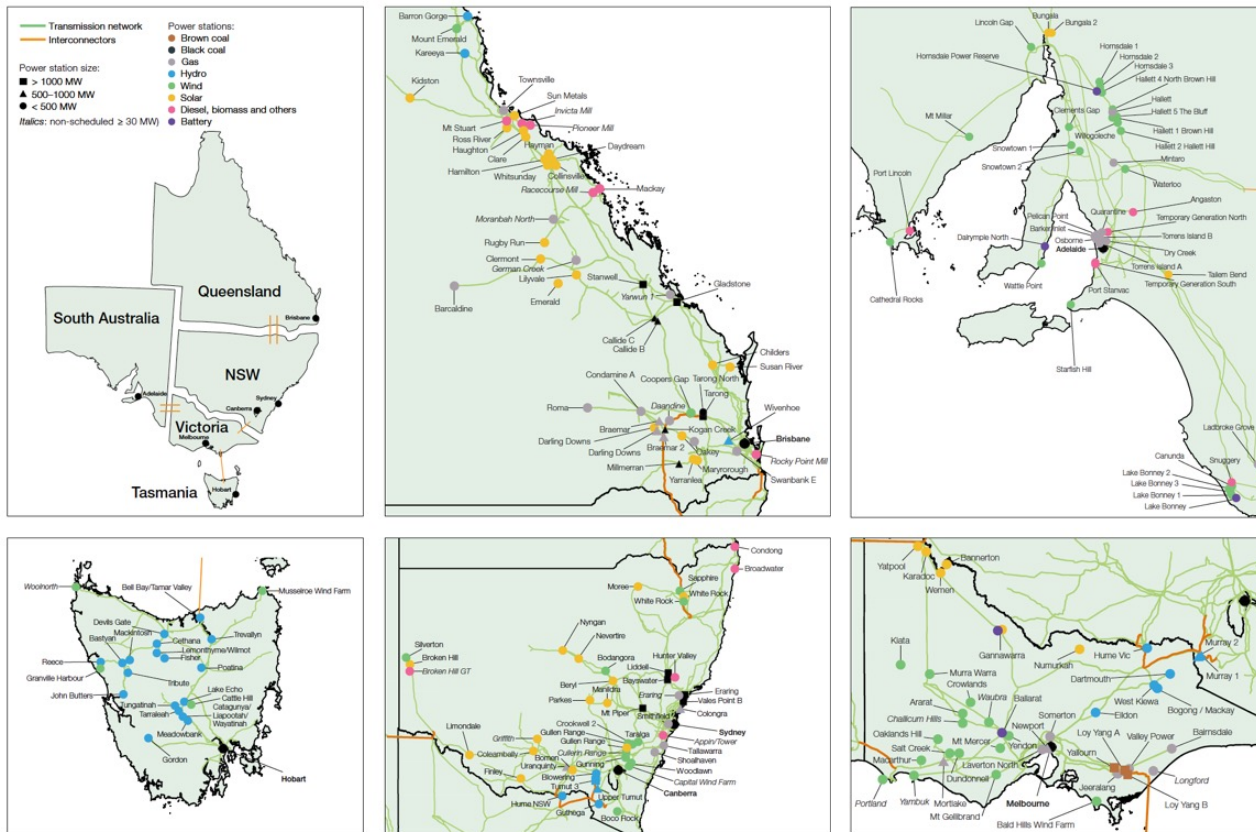 Transmission network
Interconnectors
Power station size:
> 1000 MW
500–1000 MW
< 500 MW
Italics: non-scheduled ≥ 30 MW)
Power stations:
Brown coal
Black coal
Gas
Hydro
Wind
Solar
Diesel, biomass and others
Battery
Queensland
Brisbane
South Australia
NSW
Adelaide
Sydney
Canberra
Victoria
Melbourne
Tasmania
Hobart
Barron Gorge
Mount Emerald
Kareeya
Kidston
Townsville
Sun Metals
Invicta Mill
Pioneer Mill
Mt Stuart
Ross River
Haughton
Clare
Hayman
Daydream
Hamilton
Whitsunday
Collinsville
Racecourse Mill
Mackay
Moranbah North
Rugby Run
Clermont
German Creek
Lilyvale
Emerald
Barcaldine
Stanwell
Yarwun 1
Gladstone
Callide C
Callide B
Childers
Susan River
Condamine A
Coopers Gap
Tarong North
Tarong
Roma
Daandine
Wivenhoe
Braemar
Kogan Creek
Brisbane
Darling Downs
Darling Downs
Braemar 2
Oakey
Rocky Point Mill
Millmerran
Yarranlea
Maryrorough
Swanbank E
Lincoln Gap
Bungala
Bungala 2
Hornsdale Power Reserve
Hornsdale 1
Hornsdale 2
Hornsdale 3
Hallett 4 North Brown Hill
Hallett
Hallett 5 The Bluff
Clements Gap
Willogoleche
Hallett 1 Brown Hill
Hallett 2 Hallett Hill
Mt Millar
Snowtown 1
Snowtown 2
Mintaro
Waterloo
Port Lincoln
Angaston
Quarantine
Pelican Point
Temporary Generation North
Barker Inlet
Torrens Island B
Dalrymple North
Osborne
Adelaide
Dry Creek
Torrens Island A
Tailem Bend
Wattle Point
Port Stanvac
Temporary Generation South
Cathedral Rocks
Starfish Hill
Ladbroke Grove
Canunda
Snuggery
Lake Bonney 2
Lake Bonney 3
Lake Bonney 1
Lake Bonney
Woolnorth
Bell Bay/Tamar Valley
Musselroe Wind Farm
Devils Gate
Mackintosh
Bastyan
Cethana
Trevallyn
Lemonthyme/Wilmot
Fisher
Reece
Poatina
Granville Harbour
Tribute
John Butters
Lake Echo
Cattle Hill
Tungatinah
Catagunya/
Tarraleah
Liapootah/
Wayatinah
Meadowbank
Gordon
Hobart
Condong
Broadwater
Sapphire
Moree
White Rock
White Rock
Nyngan
Nevertire
Silverton
Broken Hill
Broken Hill GT
Bodangora
Hunter Valley
Liddell
Beryl
Bayswater
Manildra
Eraring
Eraring
Vales Point B
Parkes
Mt Piper
Smithfield
Colongra
Limondale
Crookwell 2
Sydney
Griffith
Gullen Range
Taralga
Appin/Tower
Gullen Range
Tallawarra
Coleambally
Cullerin Range
Shoalhaven
Bomen
Gunning
Woodlawn
Uranquinty
Capital Wind Farm
Finley
Blowering
Tumut 3
Canberra
Hume NSW
Upper Tumut
Guthega
Boco Rock
Yatpool
Bannerton
Karadoc
Wemen
Gannawarra
Kiata
Numurkah
Hume Vic
Murray 2
Murra Warra
Dartmouth
Murray 1
Crowlands
Waubra
Ballarat
West Kiewa
Ararat
Bogong / Mackay
Challicum Hills
Newport
Somerton
Eildon
Oaklands Hill
Mt Mercer
Yendon
Loy Yang A
Valley Power
Bairnsdale
Salt Creek
Yallourn
Macarthur
Laverton North
Dundonnell
Jeeralang
Longford
Portland
Yambuk
Mortlake
Melbourne
Loy Yang B
Mt Gellibrand
Bald Hills Wind Farm